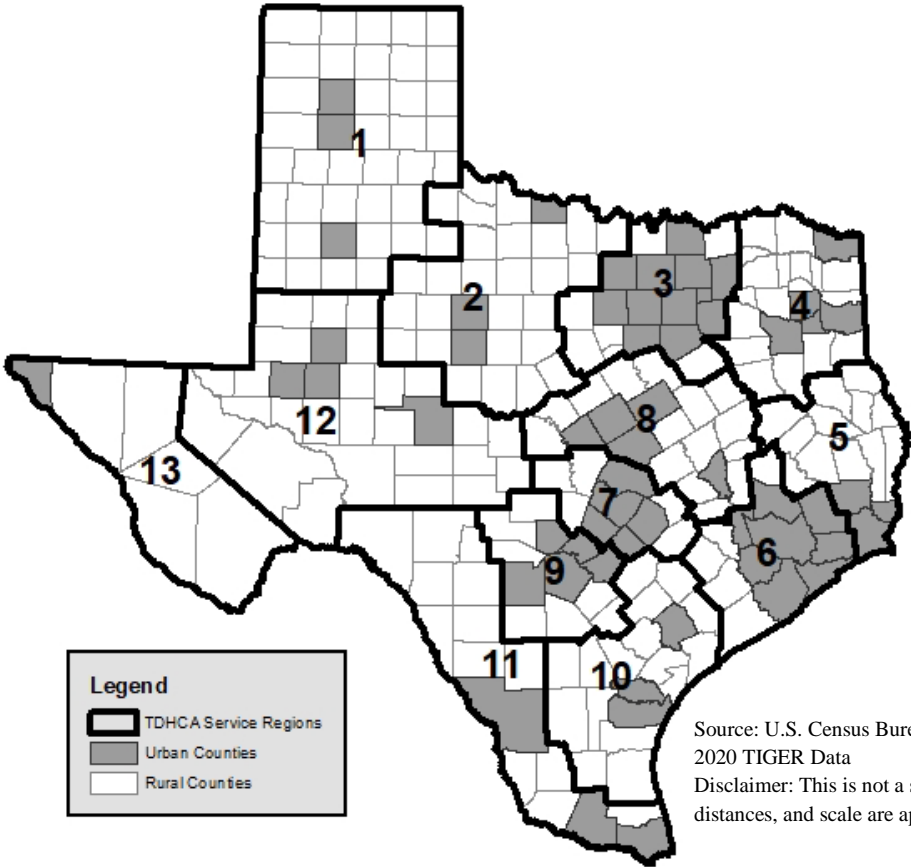 1
2
3
4
5
6
7
8
9
10
11
12
13
Legend
TDHCA Service Regions
Urban Counties
Rural Counties
Source: U.S. Census Bure
2020 TIGER Data
Disclaimer: This is not a
distances, and scale are